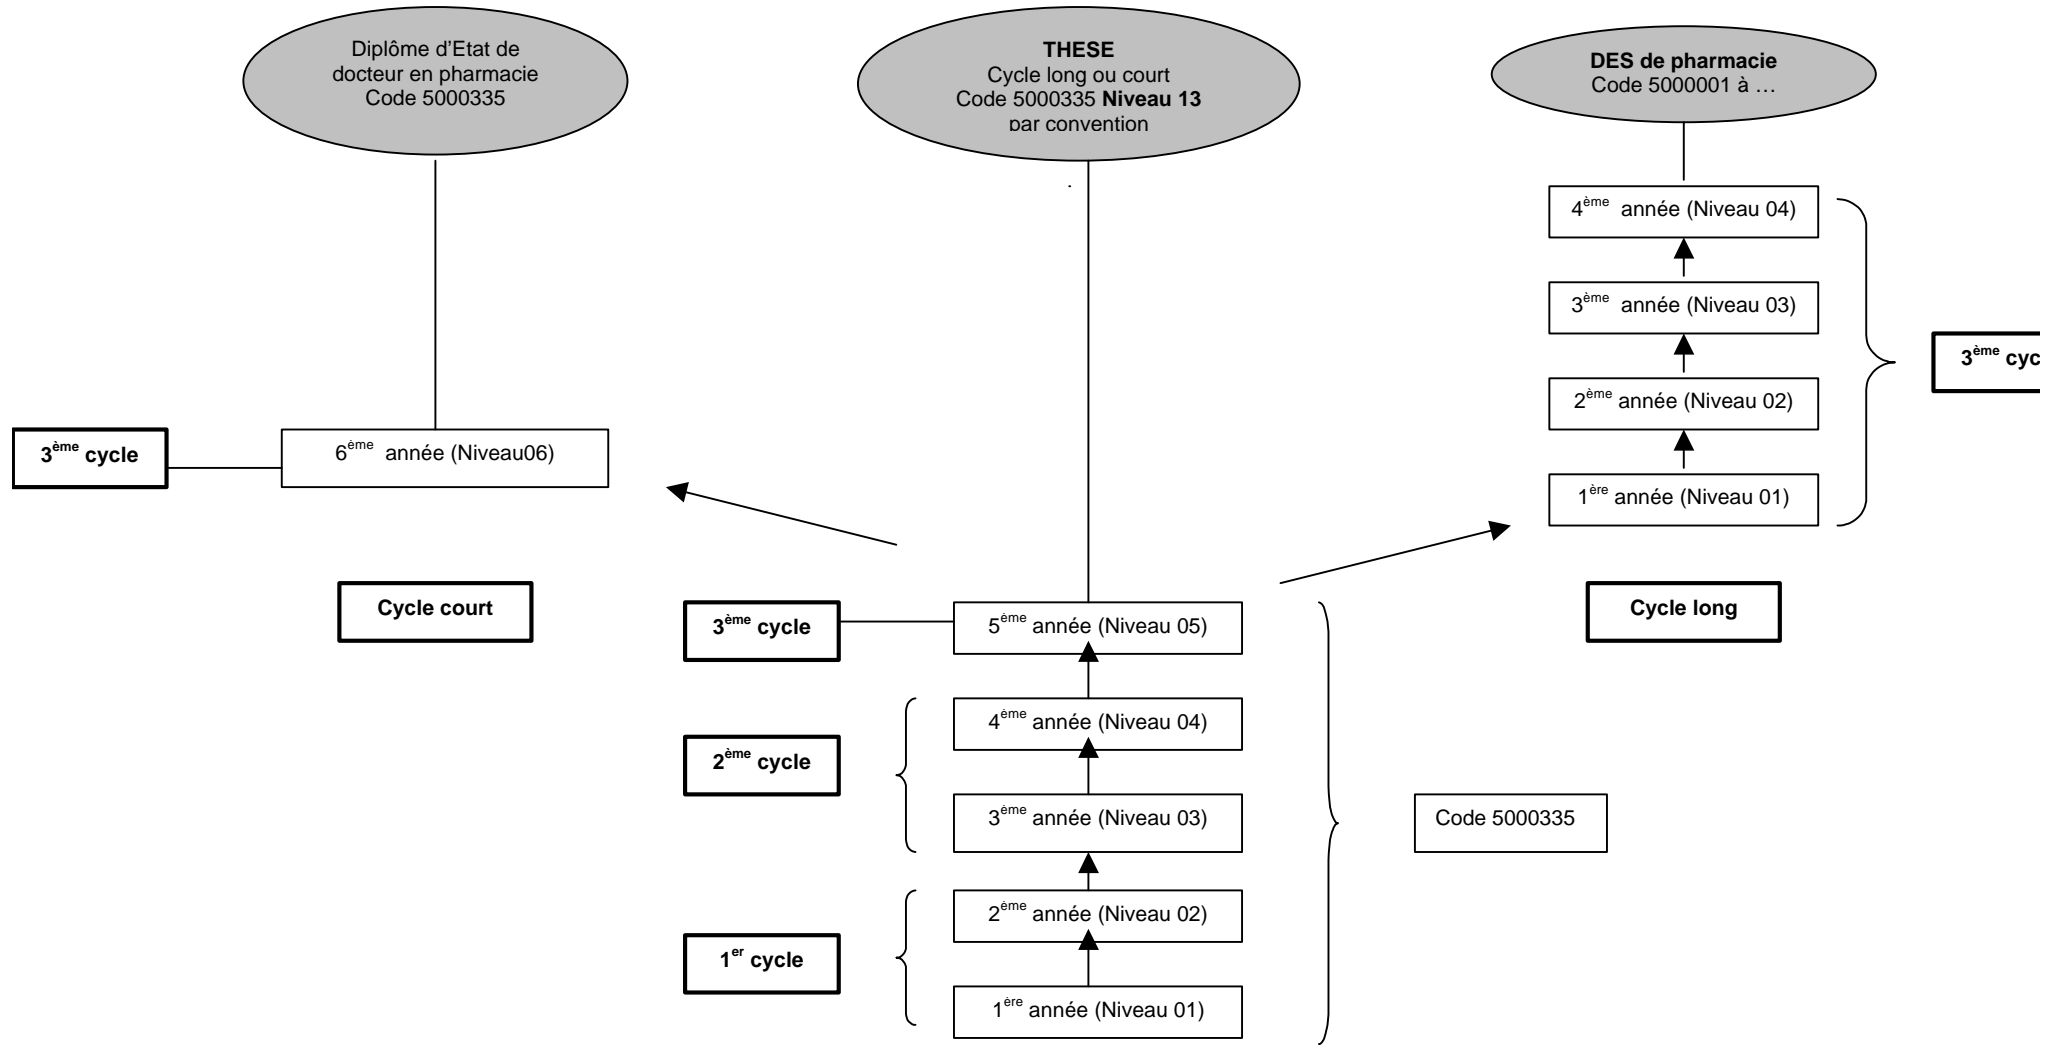 Diplôme d'Etat de
docteur en pharmacie
Code 5000335
THESE
Cycle long ou court
Code 5000335 Niveau 13
par convention
DES de pharmacie
Code 5000001 à …
4ème année (Niveau 04)
3ème année (Niveau 03)
3ème cyc
2ème année (Niveau 02)
3ème cycle
6ème année (Niveau06)
1ère année (Niveau 01)
Cycle court
Cycle long
3ème cycle
5ème année (Niveau 05)
4ème année (Niveau 04)
2ème cycle
3ème année (Niveau 03)
Code 5000335
2ème année (Niveau 02)
1er cycle
1ère année (Niveau 01)